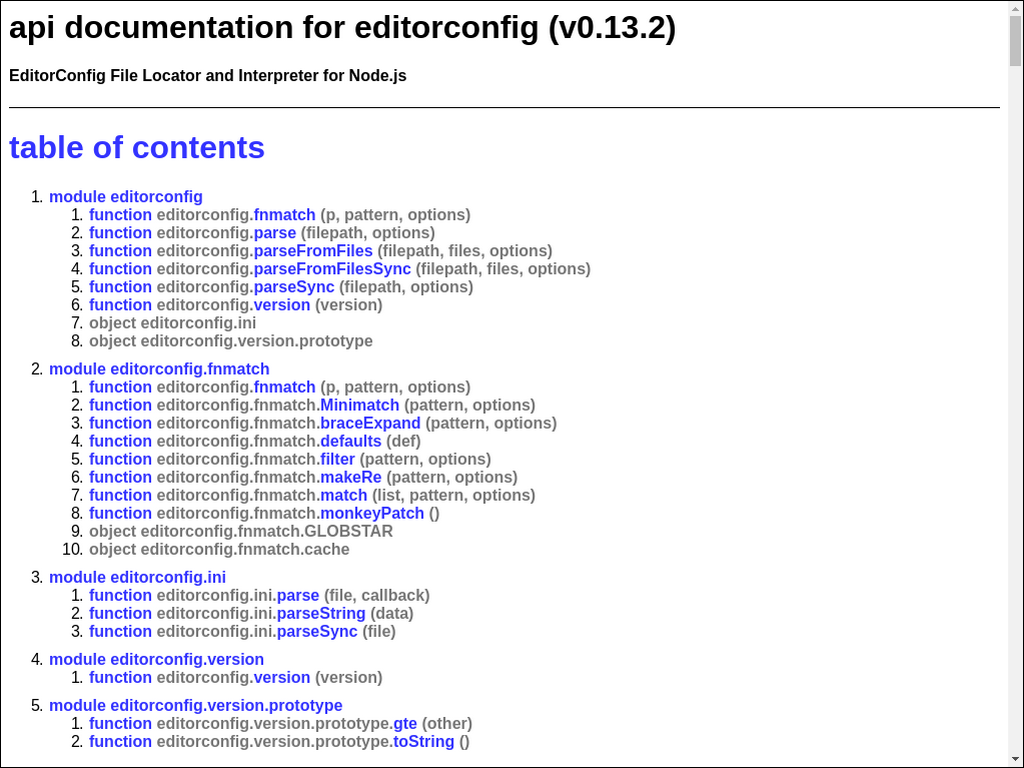 api documentation for editorconfig (v0.13.2)
EditorConfig File Locator and Interpreter for Node.js
table of contents
1. module editorconfig
1. function editorconfig.fnmatch (p, pattern, options)
2. function editorconfig.parse (filepath, options)
3. function editorconfig.parseFromFiles (filepath, files, options)
4. function editorconfig.parseFromFilesSync (filepath, files, options)
5. function editorconfig.parseSync (filepath, options)
6. function editorconfig.version (version)
7. object editorconfig.ini
8. object editorconfig.version.prototype
2. module editorconfig.fnmatch
1. function editorconfig.fnmatch (p, pattern, options)
2. function editorconfig.fnmatch.Minimatch (pattern, options)
3. function editorconfig.fnmatch.braceExpand (pattern, options)
4. function editorconfig.fnmatch.defaults (def)
5. function editorconfig.fnmatch.filter (pattern, options)
6. function editorconfig.fnmatch.makeRe (pattern, options)
7. function editorconfig.fnmatch.match (list, pattern, options)
8. function editorconfig.fnmatch.monkeyPatch ()
9. object editorconfig.fnmatch.GLOBSTAR
10. object editorconfig.fnmatch.cache
3. module editorconfig.ini
1. function editorconfig.ini.parse (file, callback)
2. function editorconfig.ini.parseString (data)
3. function editorconfig.ini.parseSync (file)
4. module editorconfig.version
1. function editorconfig.version (version)
5. module editorconfig.version.prototype
1. function editorconfig.version.prototype.gte (other)
2. function editorconfig.version.prototype.toString ()